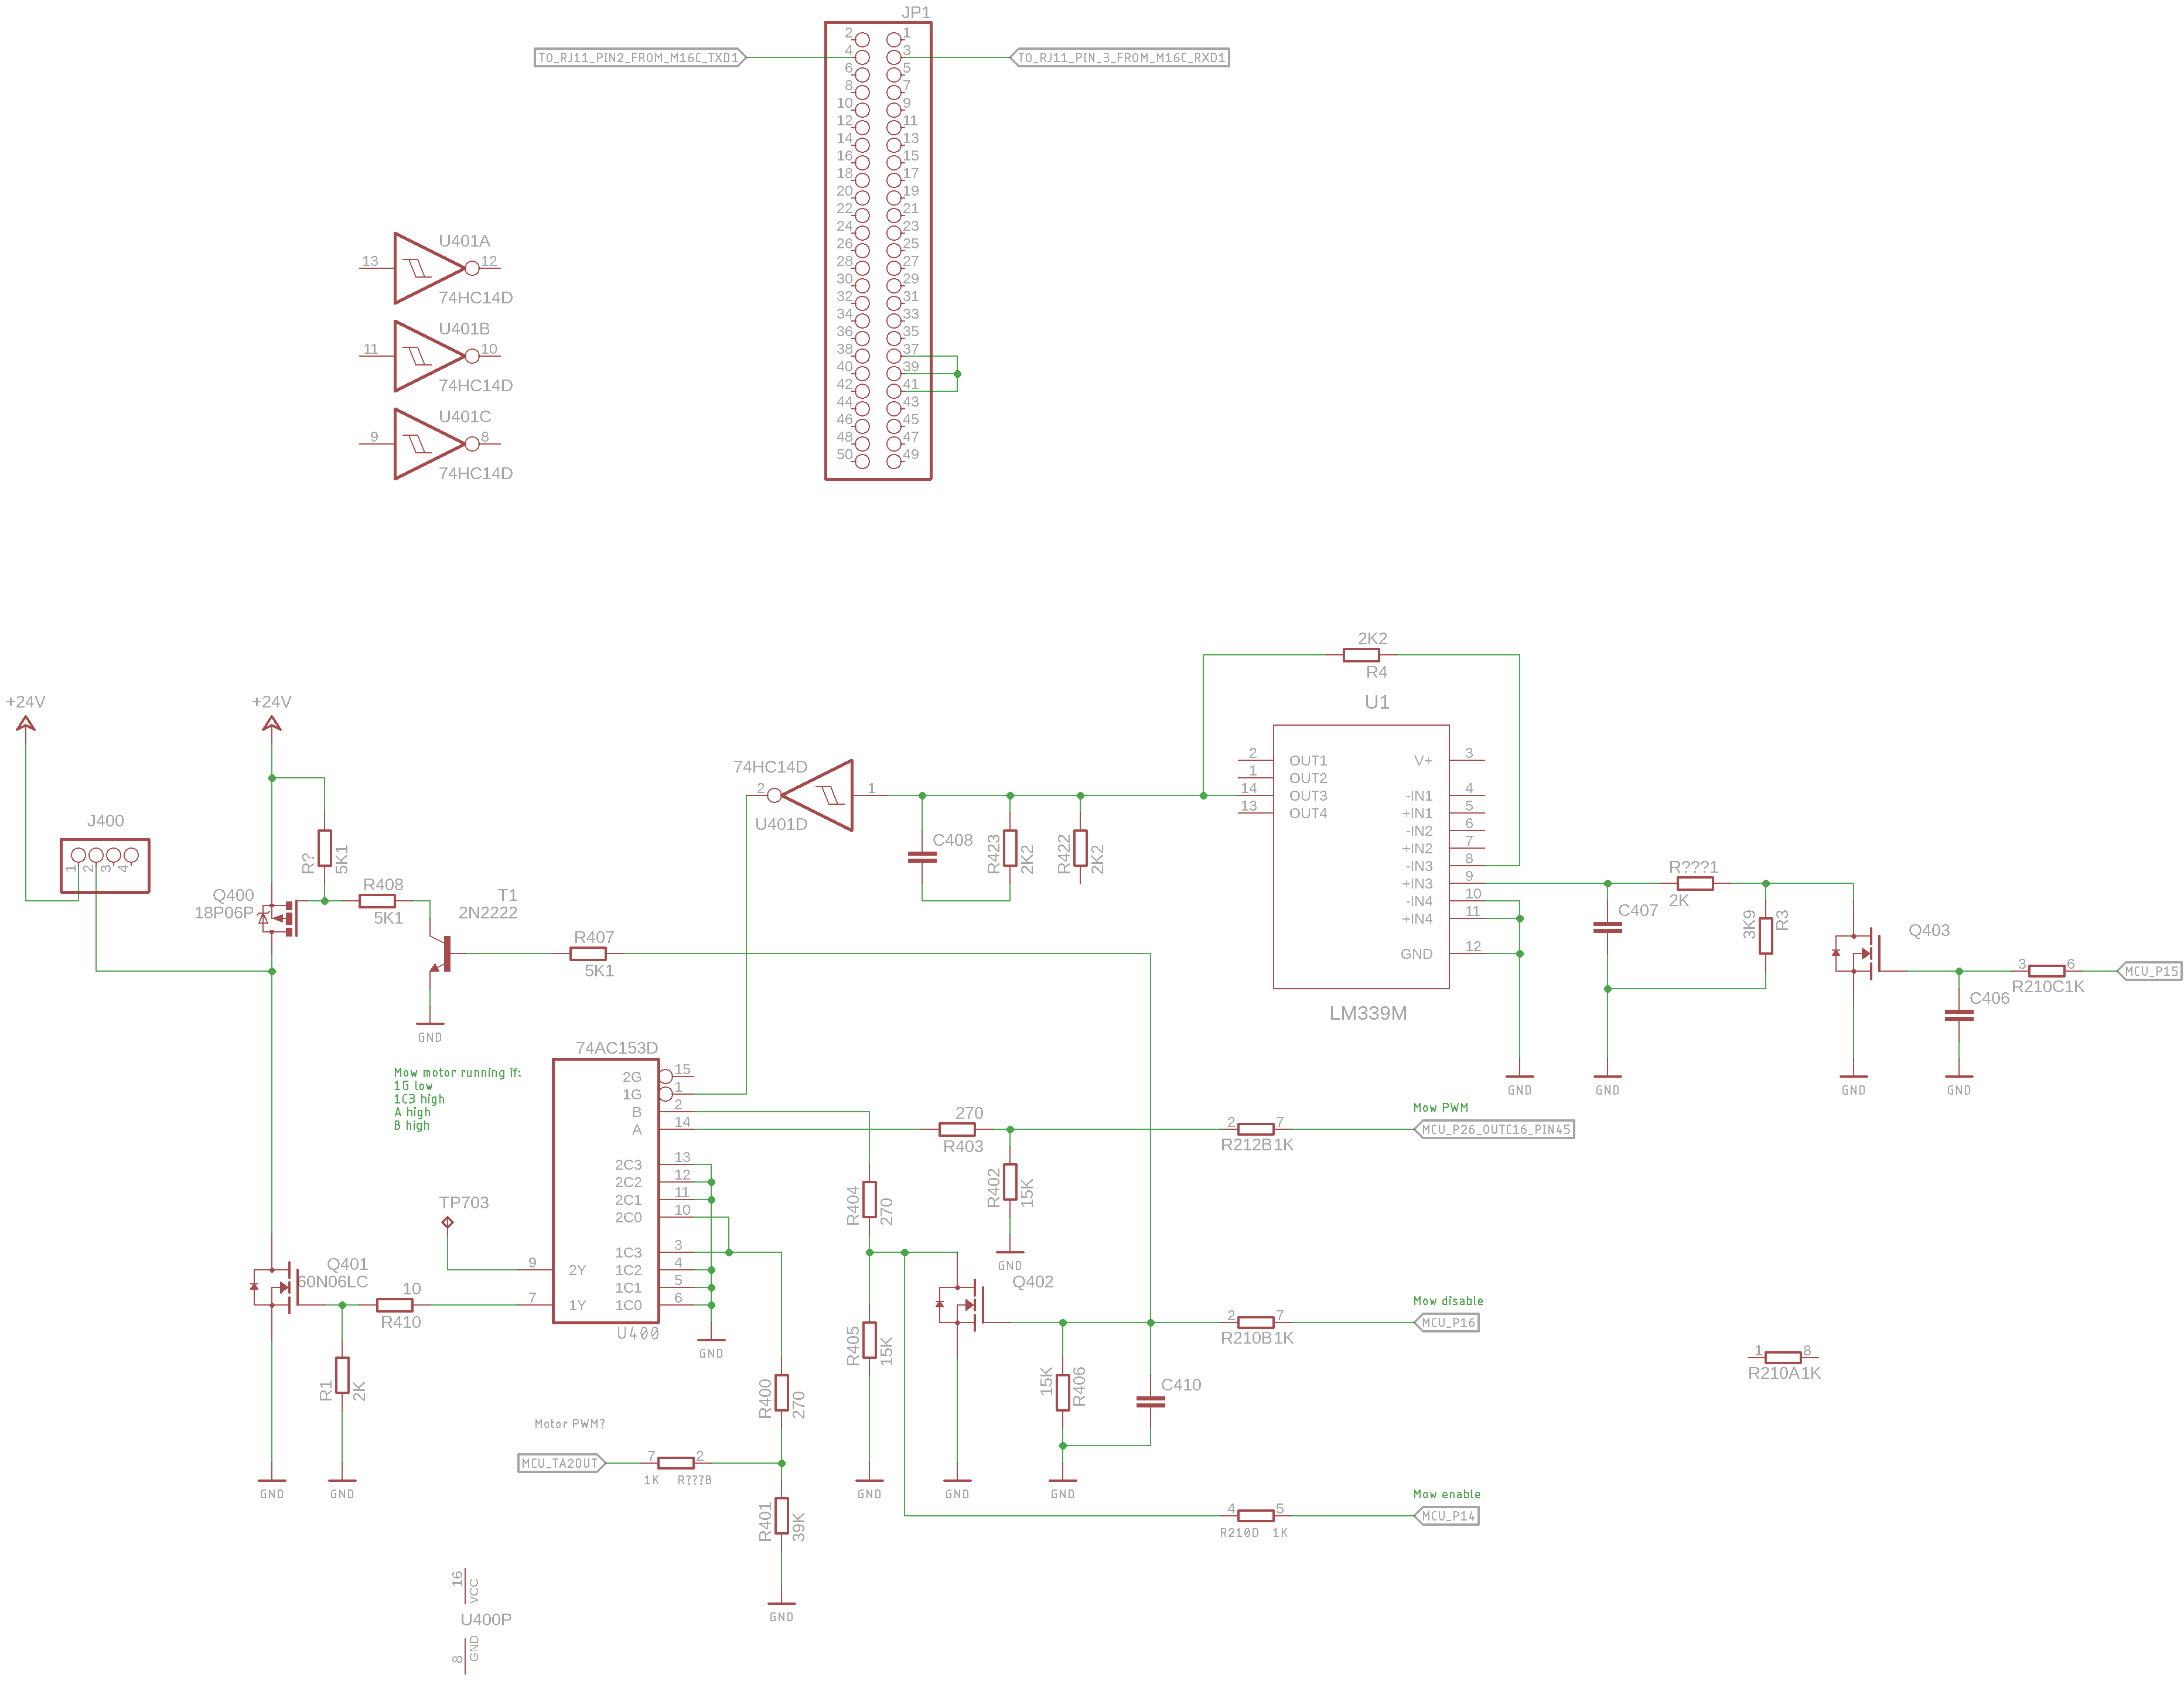 JP1
TO_RJ11_PIN2_FROM_M16C_TXD1
TO_RJ11_PIN_3_FROM_M16C_RXD1
2 1
4 3
6 5
8 7
10 9
12 11
14 13
16 15
18 17
20 19
22 21
24 23
26 25
28 27
30 29
32 31
34 33
36 35
38 37
40 39
42 41
44 43
46 45
48 47
50 49
U401A
13 12
74HC14D
U401B
11 10
74HC14D
U401C
9 8
74HC14D
+24V
+24V
J400
1 2 3 4
R?
5K1
Q400
18P06P
R408
5K1
T1
2N2222
GND
R407
5K1
74HC14D
2 1
U401D
C408
R423
2K2
R422
2K2
2K2
R4
U1
2 OUT1
1 OUT2
14 OUT3
13 OUT4
V+ 3
-IN1 4
+IN1 5
-IN2 6
+IN2 7
-IN3 8
+IN3 9
-IN4 10
+IN4 11
GND 12
LM339M
GND
C407
GND
R???1
2K
3K9
R3
Q403
GND
C406
GND
3 6
R210C1K
MCU_P15
Mow motor running if:
1G low
1C3 high
A high
B high
74AC153D
2G 15
1G 1
B 2
A 14
2C3 13
2C2 12
2C1 11
2C0 10
1C3 3
1C2 4
1C1 5
1C0 6
9 2Y
7 1Y
U400
GND
TP703
Q401
60N06LC
10
R410
R1
2K
GND
GND
270
R403
R402
15K
GND
2 7
R212B1K
Mow PWM
MCU_P26_OUTC16_PIN45
R404
270
R405
15K
GND
Q402
GND
15K
R406
GND
C410
2 7
R210B1K
Mow disable
MCU_P16
1 8
R210A1K
R400
270
Motor PWM?
MCU_TA2OUT
7 2
1K R???B
R401
39K
GND
4 5
R210D 1K
Mow enable
MCU_P14
16
VCC
U400P
8
GND